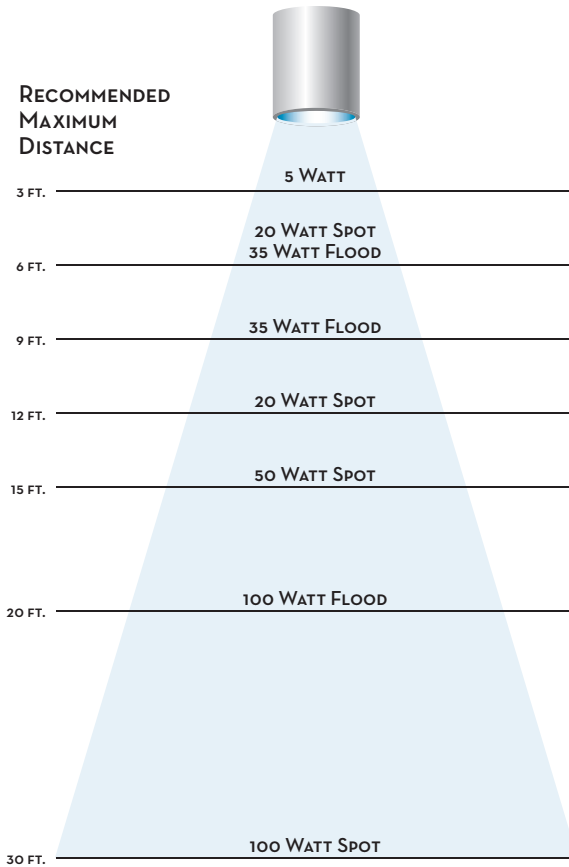 Recommended
Maximum
Distance
5 Watt
3 ft.
20 Watt Spot
35 Watt Flood
6 ft.
35 Watt Flood
9 ft.
20 Watt Spot
12 ft.
50 Watt Spot
15 ft.
100 Watt Flood
20 ft.
100 Watt Spot
30 ft.